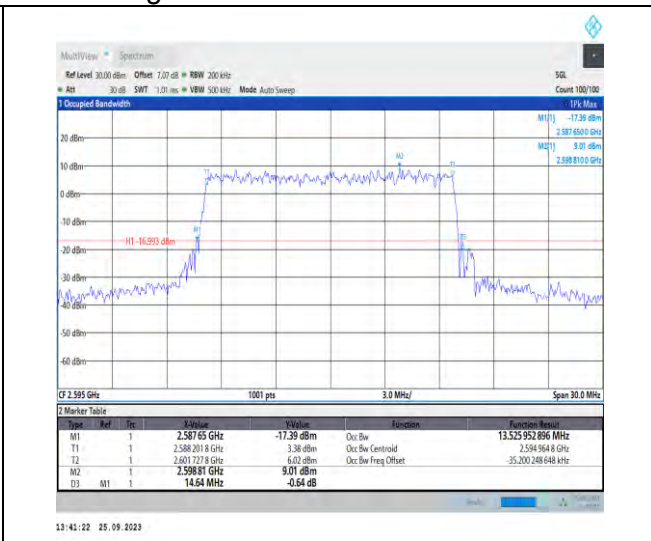 MultiView Spectrum
Ref Level 30.00 dBm Offset 7.07 dB RBW 200 kHz SGL
Att 30 dB SWT 1.01 ms VBW 500 kHz Mode Auto Sweep Count 100/100
1 Occupied Bandwidth 1Pk Max
M1[1] -17.39 dBm
2.587 6500 GHz
20 dBm
M2[1] 9.01 dBm
2.598 8100 GHz
M2
10 dBm
T1
0 dBm
-10 dBm
M1
H1 -16.993 dBm
-20 dBm
-30 dBm
-40 dBm
-50 dBm
-60 dBm
CF 2.595 GHz 1001 pts 3.0 MHz/ Span 30.0 MHz
2 Marker Table
Type Ref Trc X-Value Y-Value Function Function Result
M1 1 2.587 65 GHz -17.39 dBm Occ Bw 13.525 952 896 MHz
T1 1 2.588 201 8 GHz 3.38 dBm Occ Bw Centroid 2.594 964 8 GHz
T2 1 2.601 727 8 GHz 6.02 dBm Occ Bw Freq Offset -35.200 248 648 kHz
M2 1 2.598 81 GHz 9.01 dBm
D3 M1 1 14.64 MHz -0.64 dB
13:41:22 25.09.2023